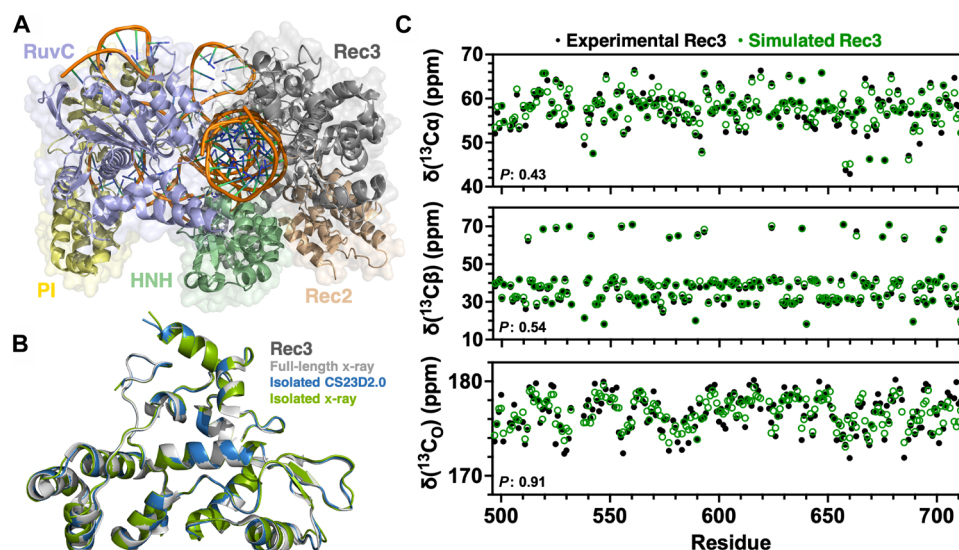 A
RuvC
Rec3
PI
HNH
Rec2
B
Rec3
Full-length x-ray
Isolated CS23D2.0
Isolated x-ray
C
• Experimental Rec3 • Simulated Rec3
δ(¹³Cα) (ppm)
70
60
50
40
P: 0.43
δ(¹³Cβ) (ppm)
70
50
30
10
P: 0.54
δ(¹³C_O) (ppm)
180
170
P: 0.91
500 550 600 650 700
Residue